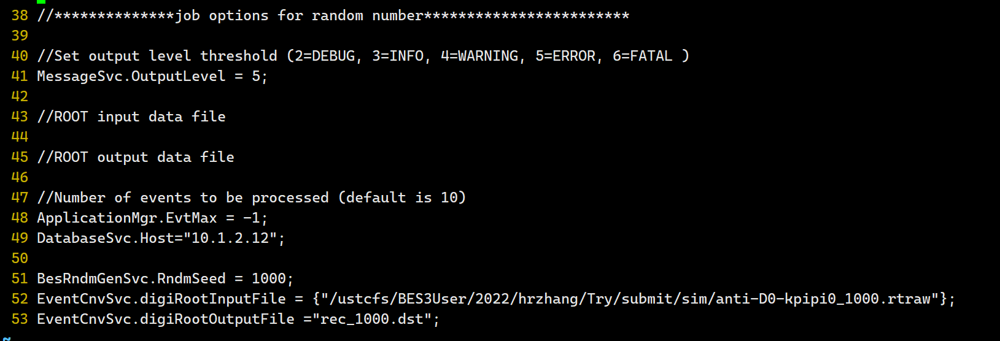 38 //**************job options for random number************************
39
40 //Set output level threshold (2=DEBUG, 3=INFO, 4=WARNING, 5=ERROR, 6=FATAL )
41 MessageSvc.OutputLevel = 5;
42
43 //ROOT input data file
44
45 //ROOT output data file
46
47 //Number of events to be processed (default is 10)
48 ApplicationMgr.EvtMax = -1;
49 DatabaseSvc.Host="10.1.2.12";
50
51 BesRndmGenSvc.RndmSeed = 1000;
52 EventCnvSvc.digiRootInputFile = {"/ustcfs/BES3User/2022/hrzhang/Try/submit/sim/anti-D0-kpipi0_1000.rtraw"};
53 EventCnvSvc.digiRootOutputFile ="rec_1000.dst";
~